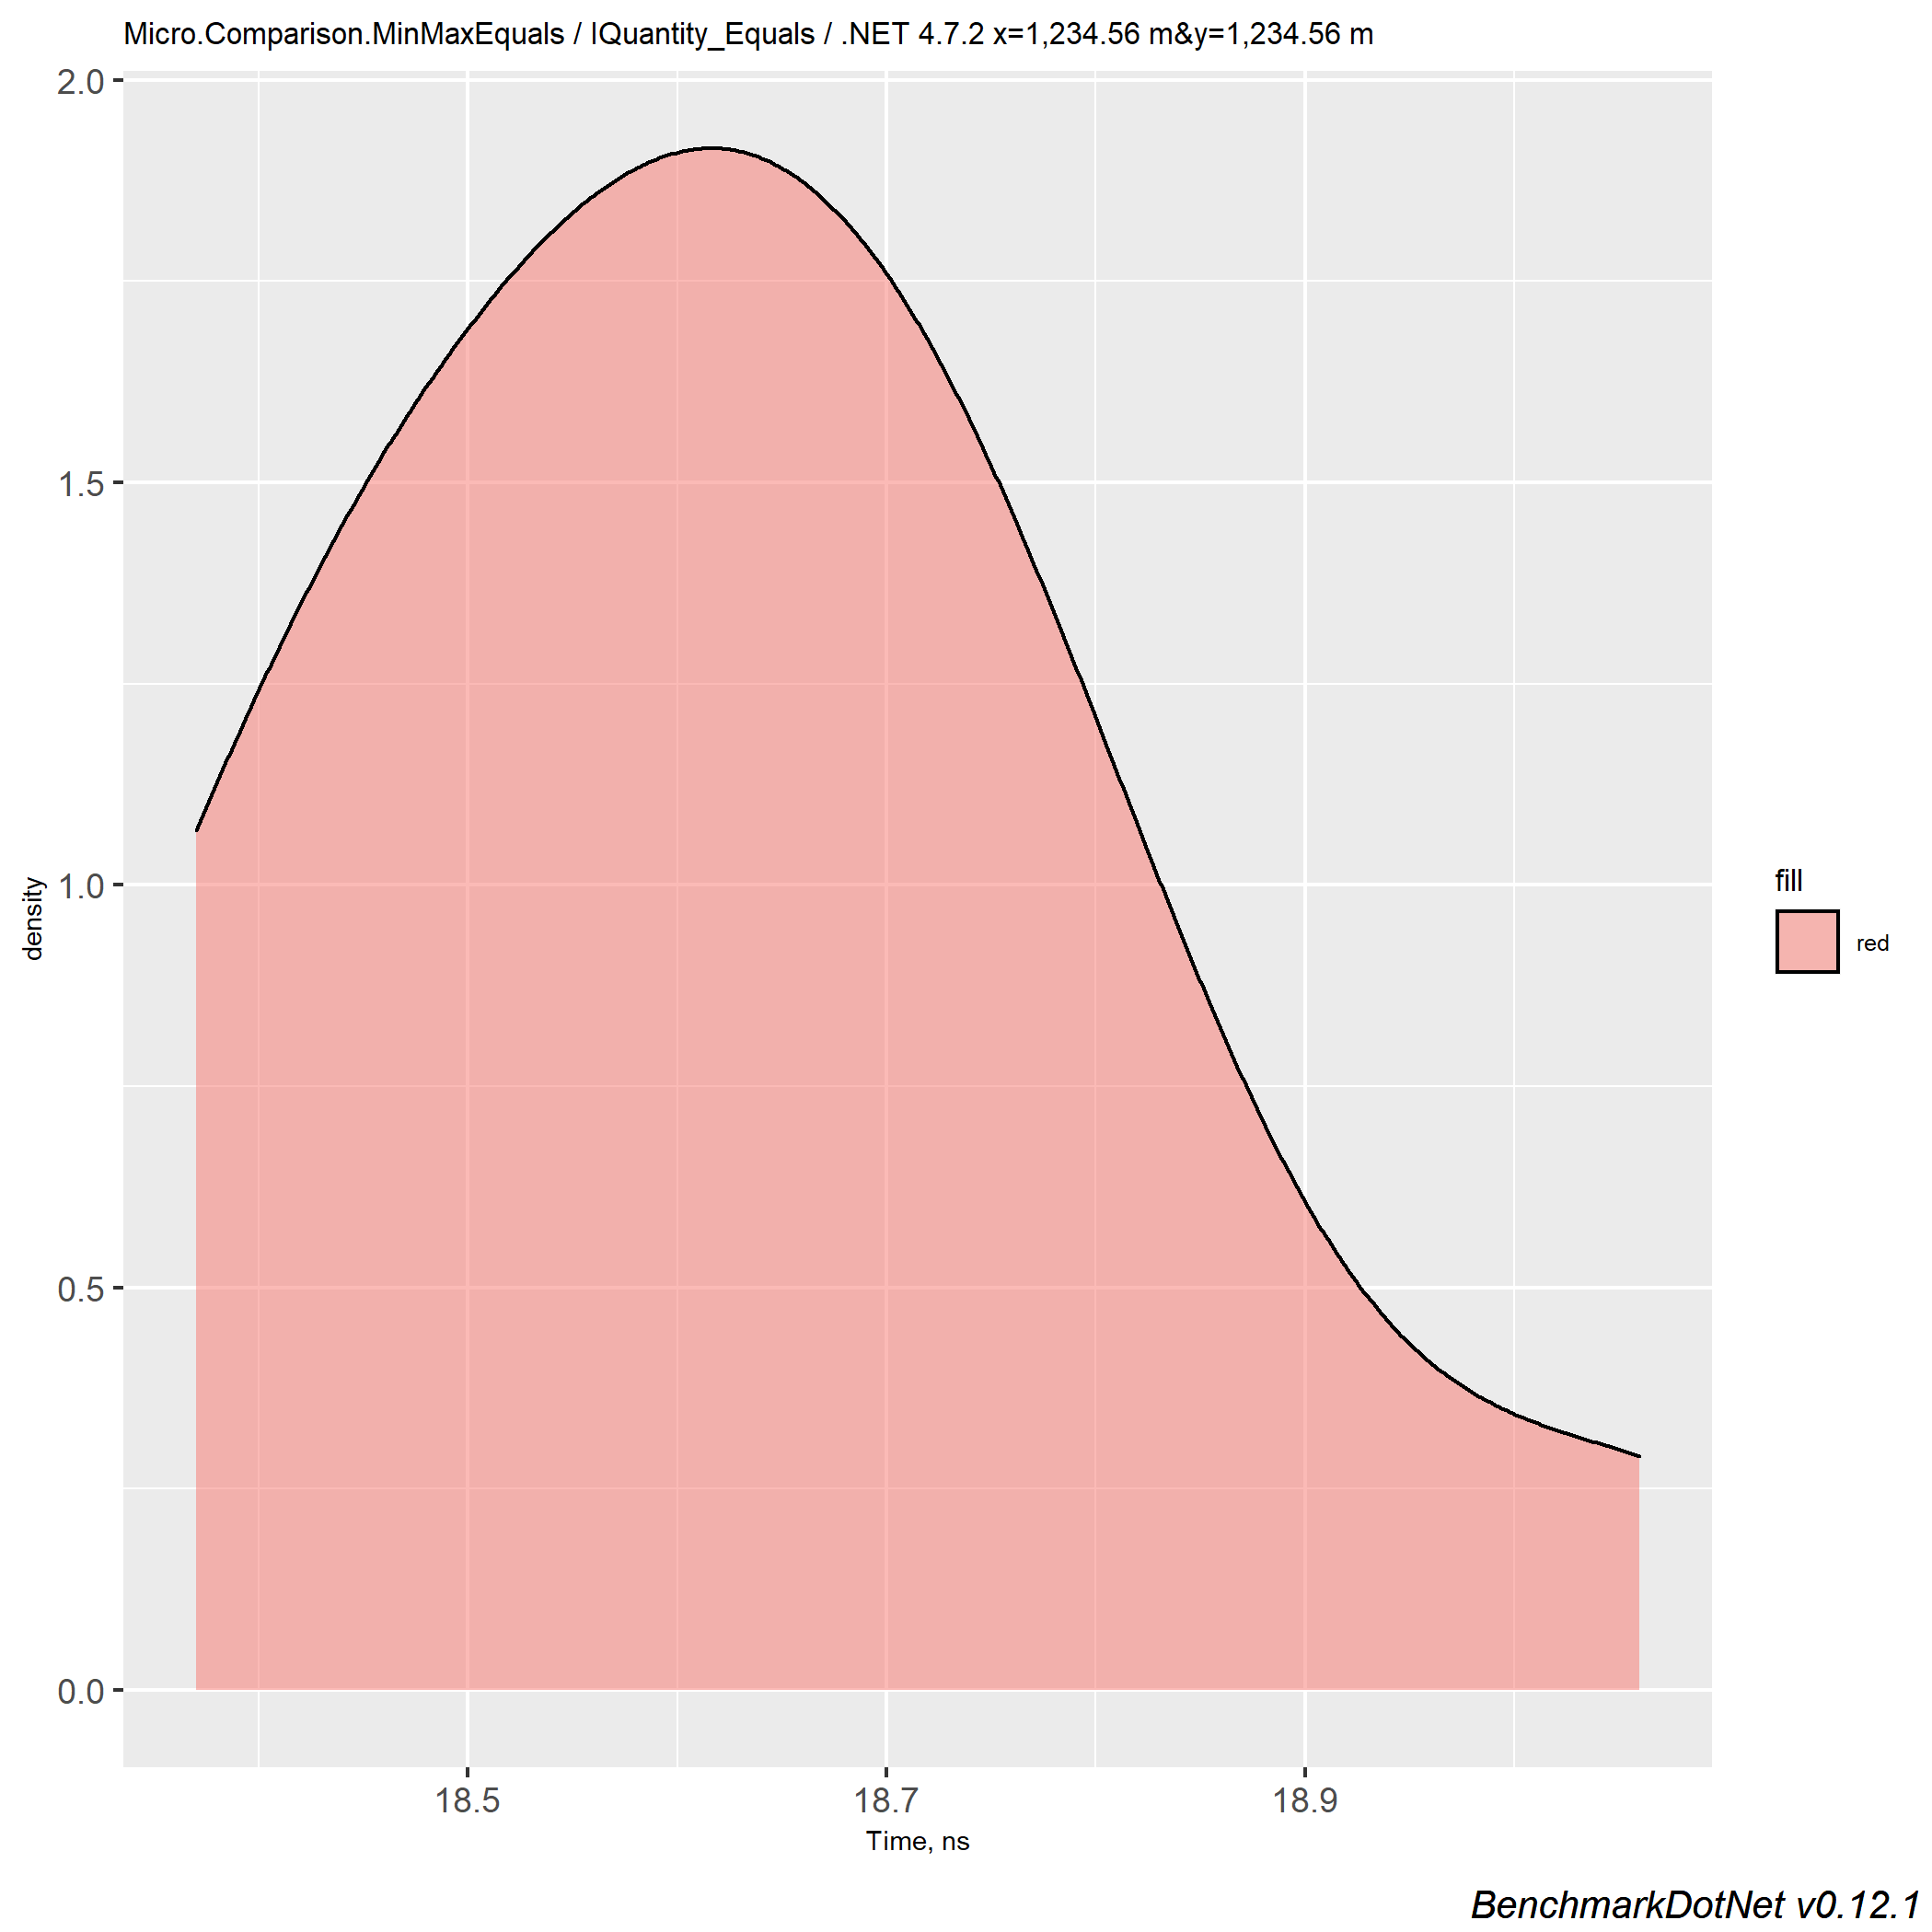 Micro.Comparison.MinMaxEquals / IQuantity_Equals / .NET 4.7.2 x=1,234.56 m&y=1,234.56 m
2.0
1.5
1.0
0.5
0.0
density
18.5
18.7
18.9
Time, ns
fill
red
BenchmarkDotNet v0.12.1